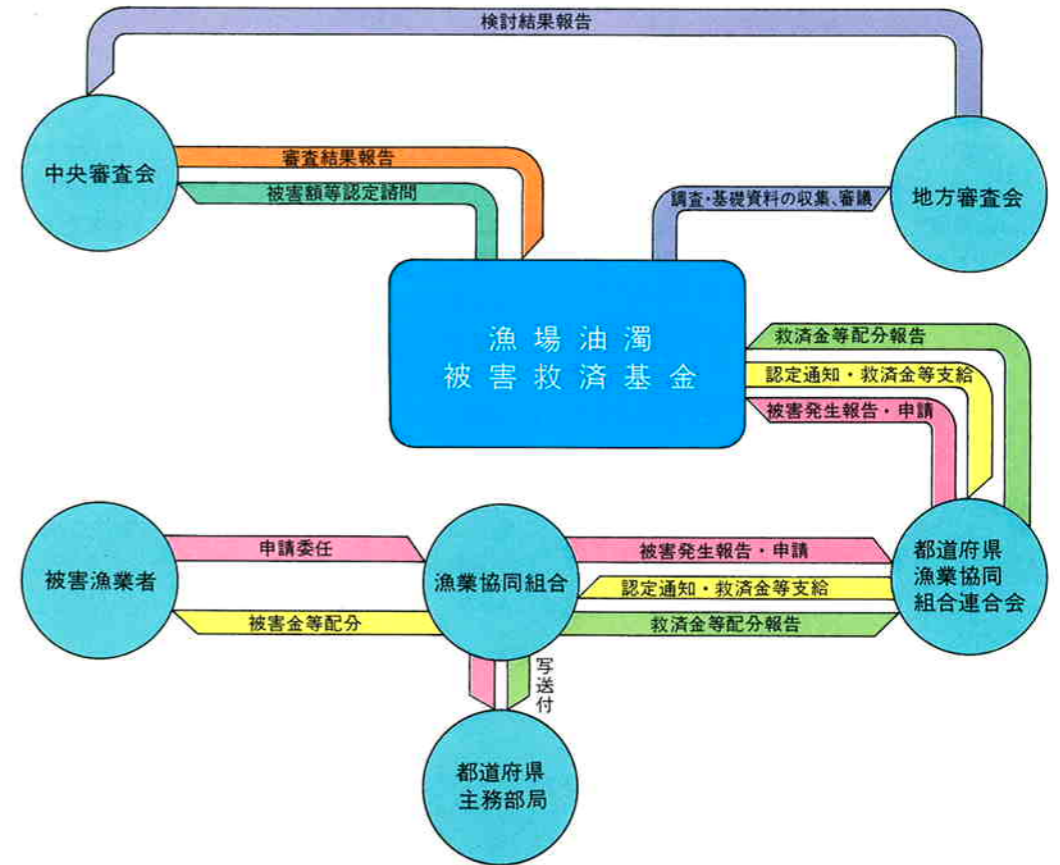 検討結果報告
中央審査会
審査結果報告
被害額等認定諮問
調査・基礎資料の収集、審議
地方審査会
漁場油濁
被害救済基金
救済金等配分報告
認定通知・救済金等支給
被害発生報告・申請
被害漁業者
申請委任
被害金等配分
漁業協同組合
被害発生報告・申請
認定通知・救済金等支給
救済金等配分報告
都道府県
漁業協同
組合連合会
写送付
都道府県
主務部局